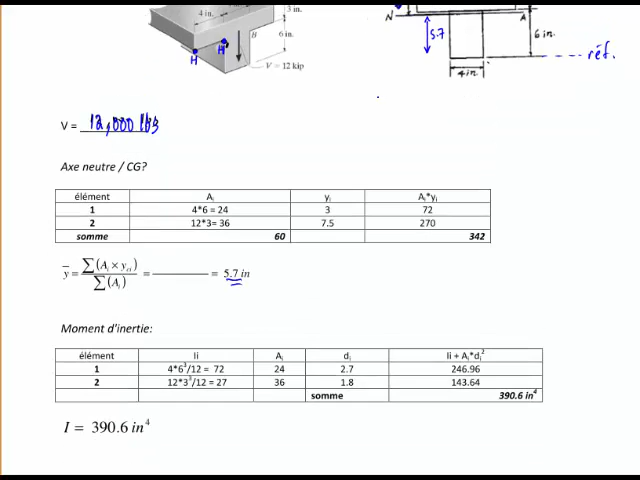 4 in.
3 in.
B
6 in.
H
H'
V = 12 kip
N
A
5.7
6 in.
réf.
4 in
V = 12,000 lbs
Axe neutre / CG?
élément Ai yi Ai*yi
1 4*6 = 24 3 72
2 12*3= 36 7.5 270
somme 60 342
y = ∑(Ai × yci) / ∑(Ai) = ________ = 5.7 in
Moment d'inertie:
élément Ii Ai di Ii + Ai*di²
1 4*6³/12 = 72 24 2.7 246.96
2 12*3³/12 = 27 36 1.8 143.64
somme 390.6 in⁴
I = 390.6 in⁴